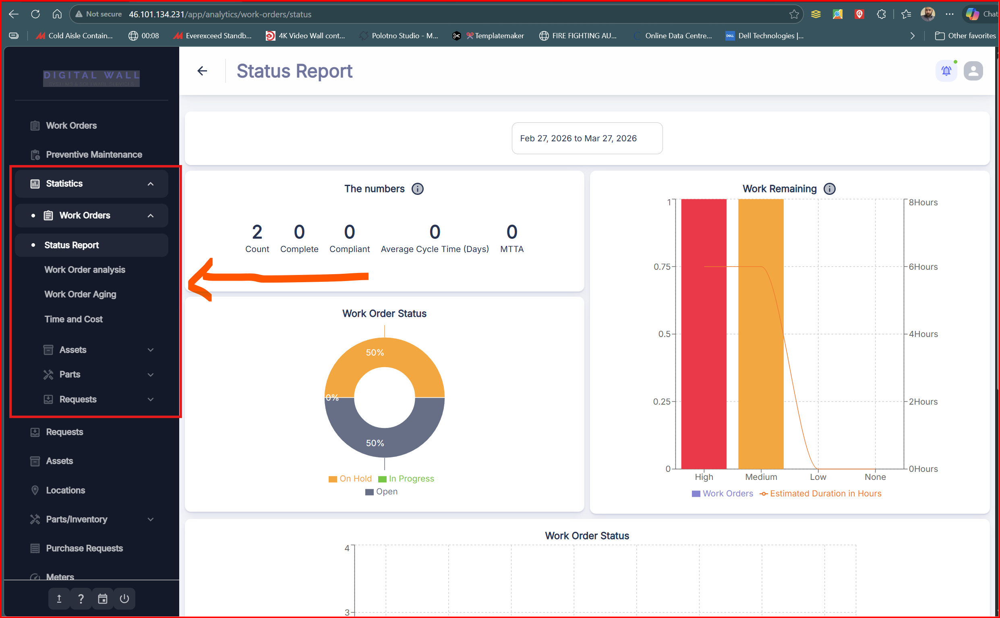 Not secure 46.101.134.231/app/analytics/work-orders/status
Chat
Cold Aisle Contain... 00:08 Everexceed Standb... 4K Video Wall cont... Polotno Studio - M... Templatemaker FIRE FIGHTING AU... Online Data Centre... Dell Technologies |... Other favorites
DIGITAL WALL
SYSTEMS & SOFTWARE SERVICES
Work Orders
Preventive Maintenance
Statistics
Work Orders
Status Report
Work Order analysis
Work Order Aging
Time and Cost
Assets
Parts
Requests
Requests
Assets
Locations
Parts/Inventory
Purchase Requests
Meters
Status Report
Feb 27, 2026 to Mar 27, 2026
The numbers
2 0 0 0 0
Count Complete Compliant Average Cycle Time (Days) MTTA
Work Order Status
50%
0%
50%
On Hold In Progress
Open
Work Remaining
1 8Hours
0.75 6Hours
0.5 4Hours
0.25 2Hours
0 0Hours
High Medium Low None
Work Orders Estimated Duration in Hours
Work Order Status
4
3